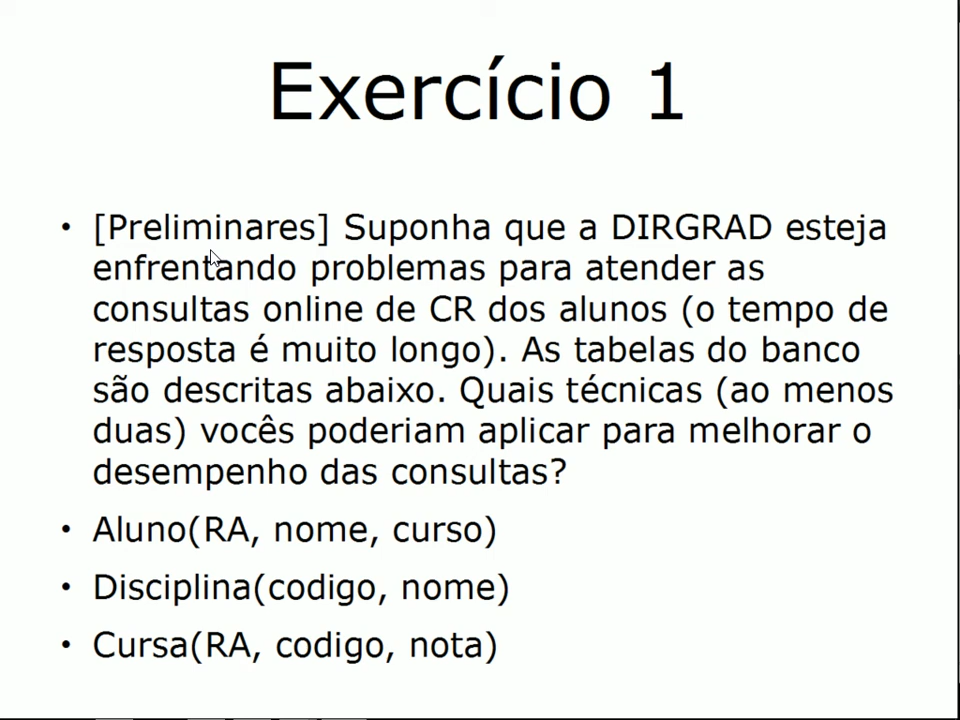 Exercício 1
• [Preliminares] Suponha que a DIRGRAD esteja
enfrentando problemas para atender as
consultas online de CR dos alunos (o tempo de
resposta é muito longo). As tabelas do banco
são descritas abaixo. Quais técnicas (ao menos
duas) vocês poderiam aplicar para melhorar o
desempenho das consultas?
• Aluno(RA, nome, curso)
• Disciplina(codigo, nome)
• Cursa(RA, codigo, nota)